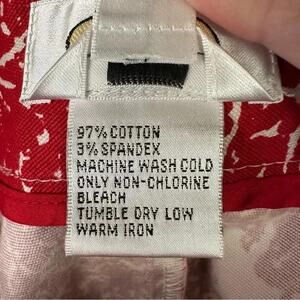 97% COTTON
3% SPANDEX
MACHINE WASH COLD
ONLY NON-CHLORINE
BLEACH
TUMBLE DRY LOW
WARM IRON